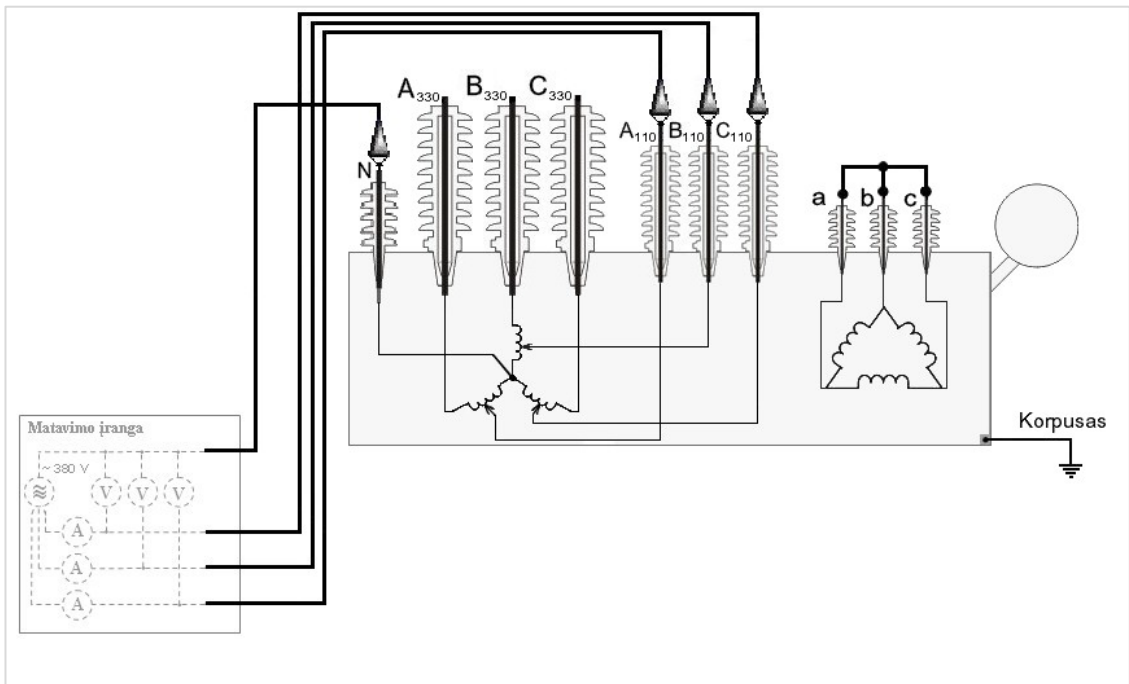 A330 B330 C330
A110 B110 C110
N
a b c
Korpusas
Matavimo įranga
~ 380 V
V V V
A
A
A